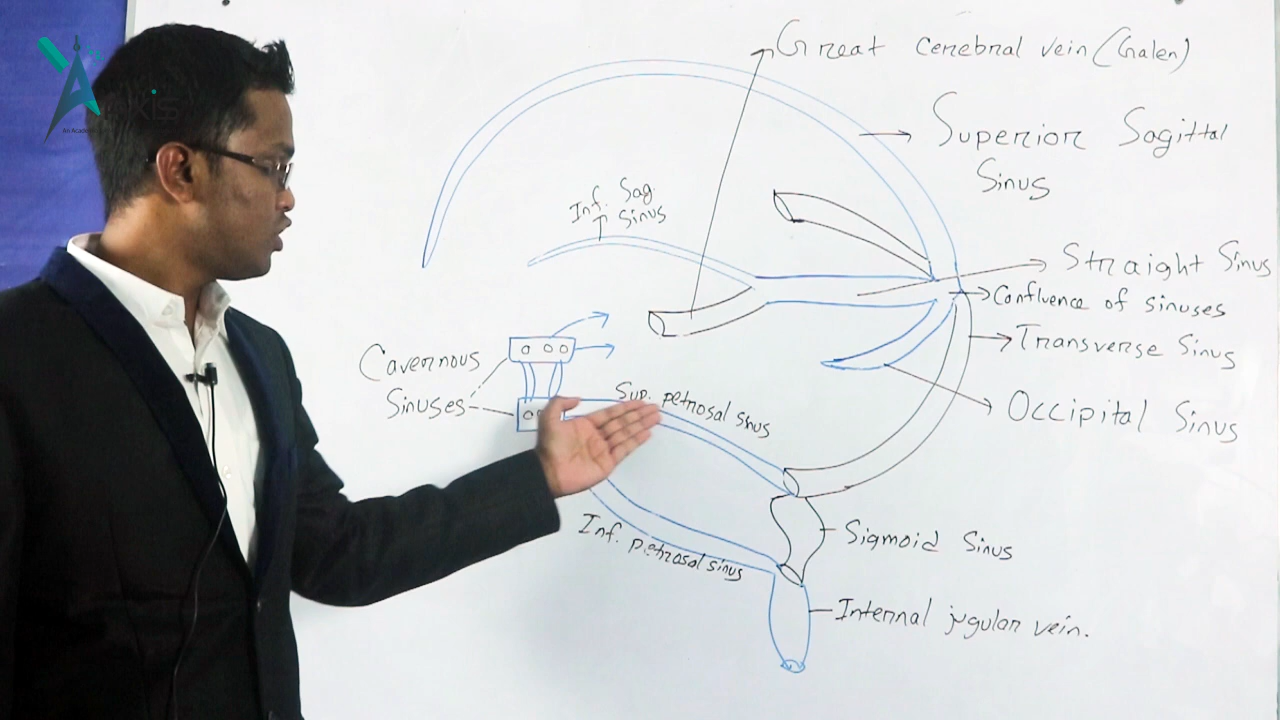 Great cerebral vein (Galen)
Superior Sagittal
Sinus
Inf. Sag.
Sinus
Straight Sinus
Confluence of sinuses
Transverse Sinus
Cavernous
Sinuses
Sup. petrosal sinus
Occipital Sinus
Inf. petrosal sinus
Sigmoid Sinus
Internal jugular vein.